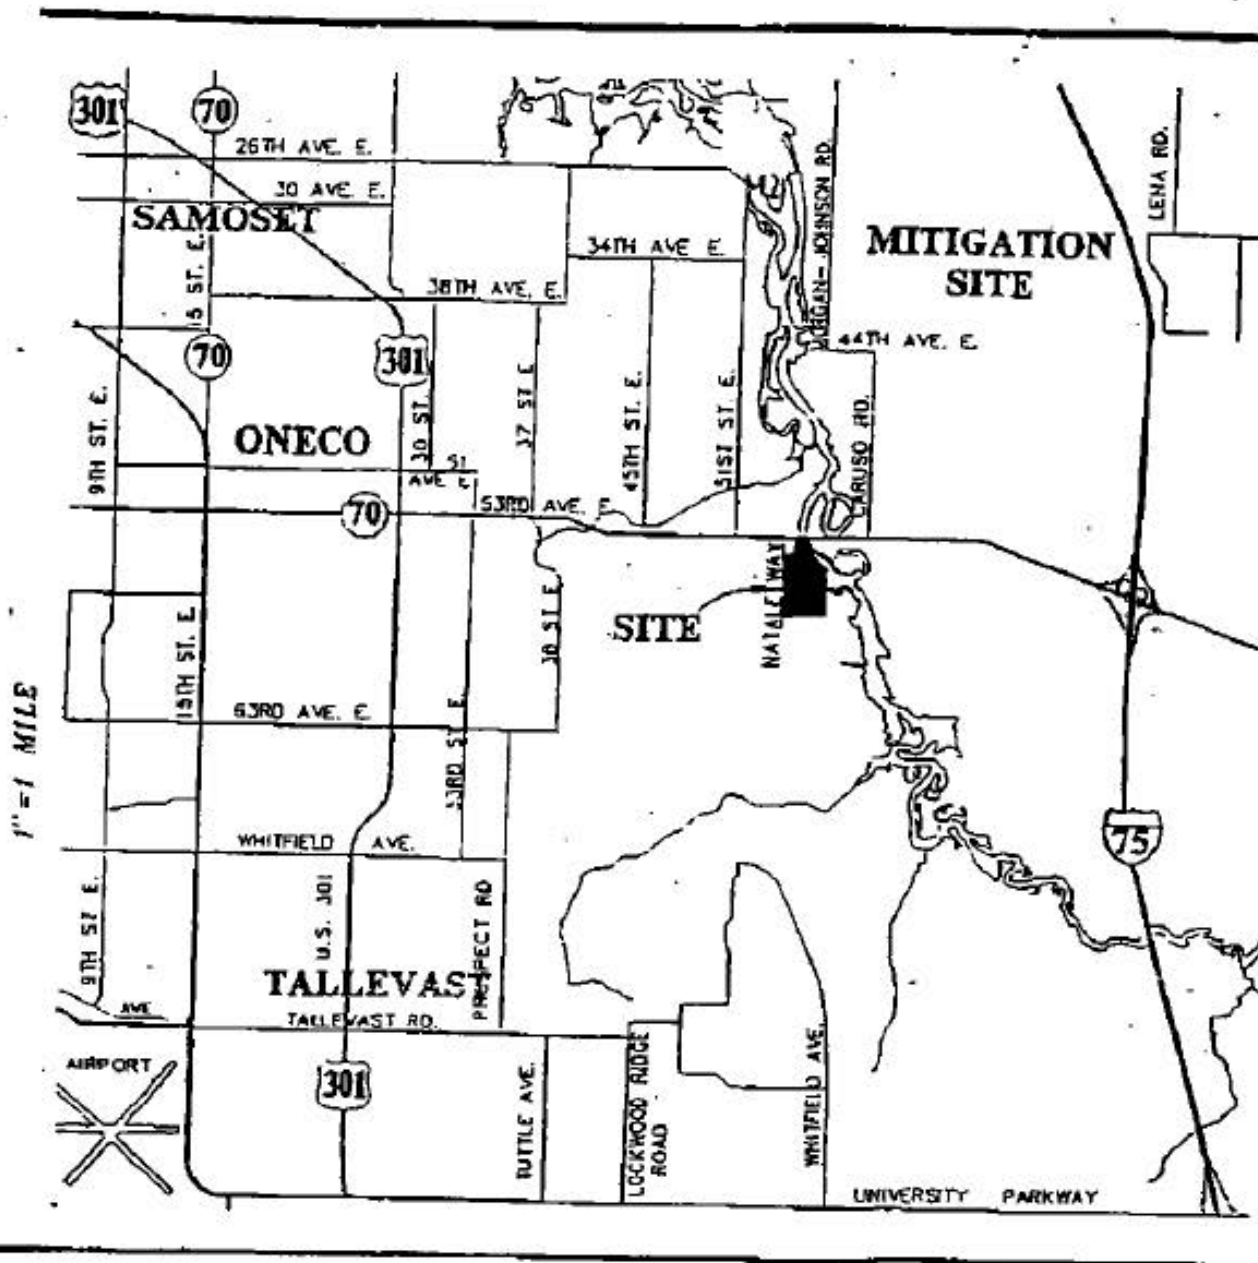 301
70
26TH AVE. E.
30 AVE. E.
SAMOSET
15 ST. E.
34TH AVE E.
38TH AVE. E.
JOHNSON RD.
MITIGATION
SITE
LENA RD.
44TH AVE. E.
70
301
9TH ST. E.
ONECO
30 ST.
37 ST E
45TH ST. E.
51ST ST. E.
CARUSO RD.
ST
AVE E
53RD AVE. E.
70
NATALE WAY
SITE
38 ST E
15TH ST. E.
63RD AVE. E.
33RD ST E.
1"=1 MILE
WHITFIELD AVE.
75
9TH ST E.
U.S. 301
PROSPECT RD
TALLEVAST
AVE
TALLEVAST RD.
AIRPORT
301
TUTTLE AVE.
LOCKWOOD RIDGE
ROAD
WHITFIELD AVE.
UNIVERSITY PARKWAY